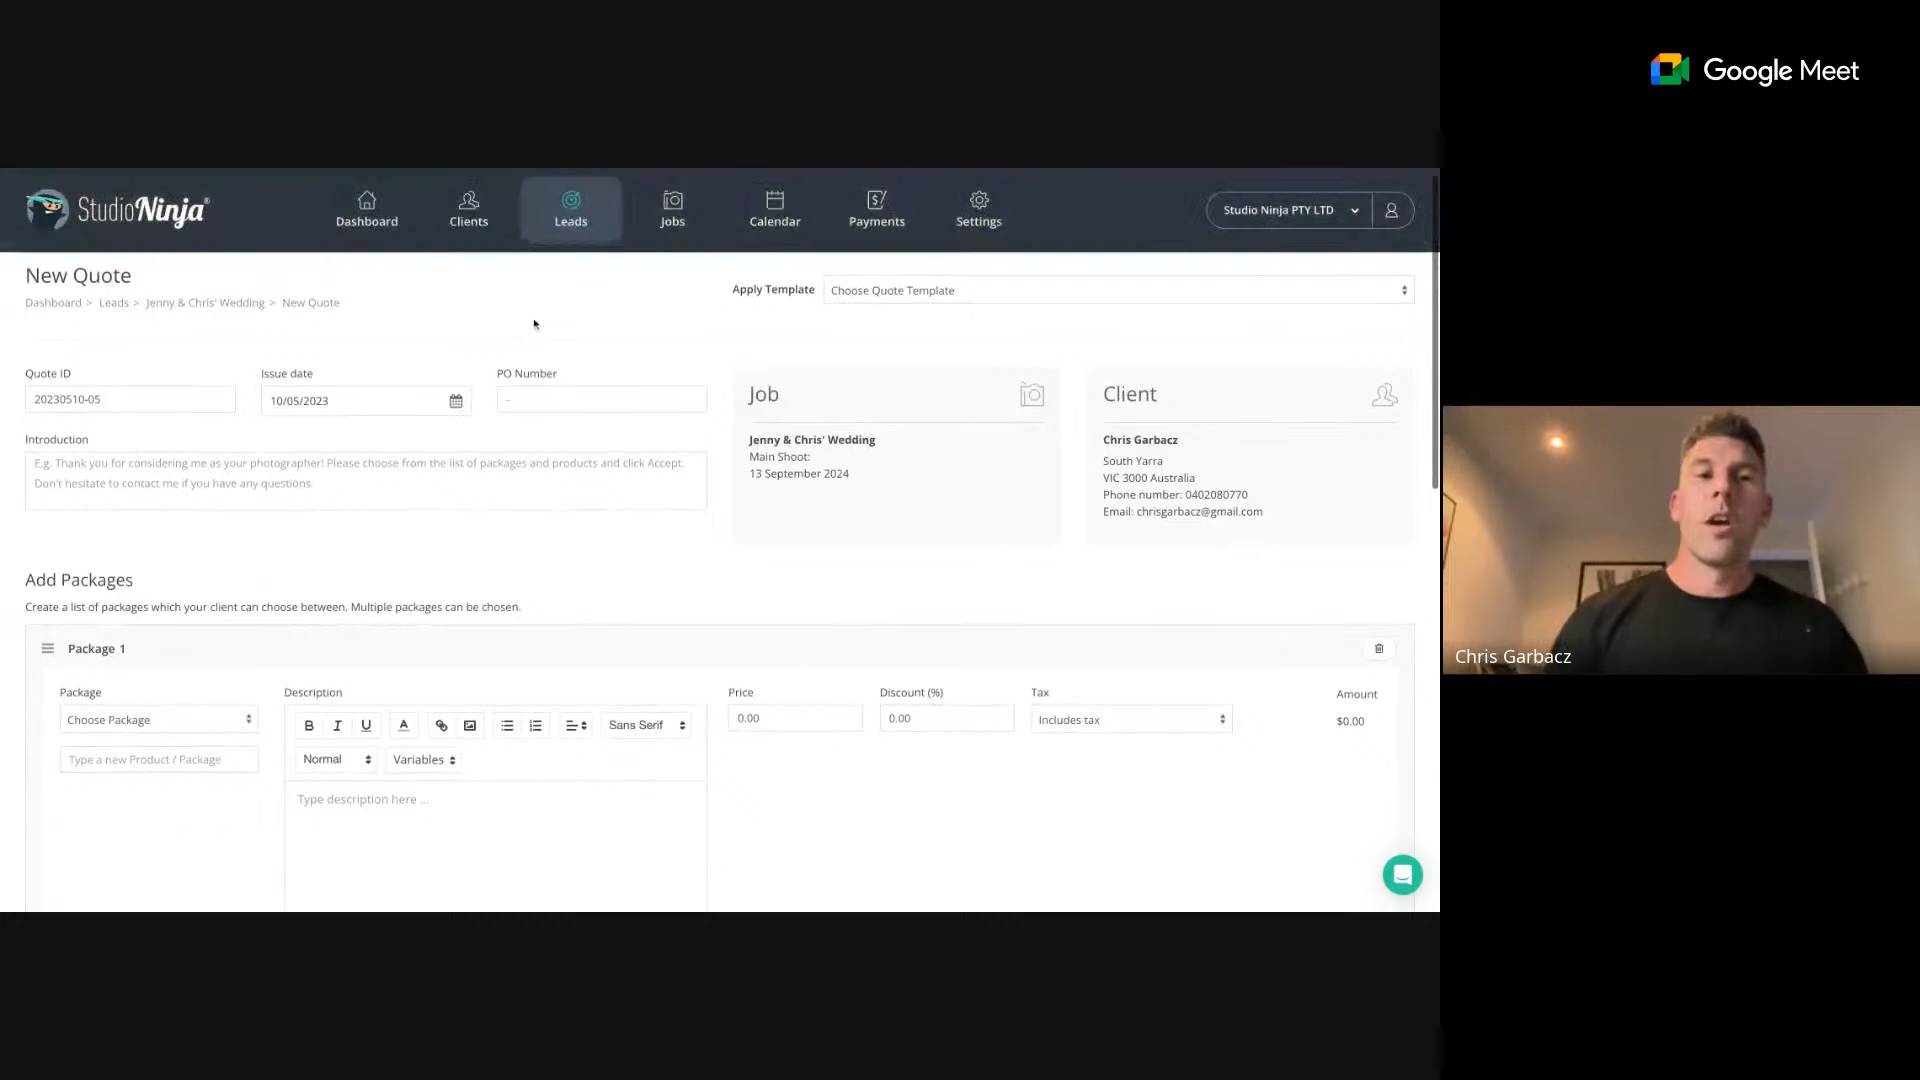 Google Meet
StudioNinja®
Dashboard
Clients
Leads
Jobs
Calendar
Payments
Settings
Studio Ninja PTY LTD
New Quote
Dashboard > Leads > Jenny & Chris' Wedding > New Quote
Apply Template
Choose Quote Template
Quote ID
Issue date
PO Number
20230510-05
10/05/2023
-
Introduction
E.g. Thank you for considering me as your photographer! Please choose from the list of packages and products and click Accept.
Don't hesitate to contact me if you have any questions.
Job
Jenny & Chris' Wedding
Main Shoot:
13 September 2024
Client
Chris Garbacz
South Yarra
VIC 3000 Australia
Phone number: 0402080770
Email: chrisgarbacz@gmail.com
Add Packages
Create a list of packages which your client can choose between. Multiple packages can be chosen.
Package 1
Package
Choose Package
Type a new Product / Package
Description
B I U A
Sans Serif
Normal
Variables
Type description here ...
Price
0.00
Discount (%)
0.00
Tax
Includes tax
Amount
$0.00
Chris Garbacz